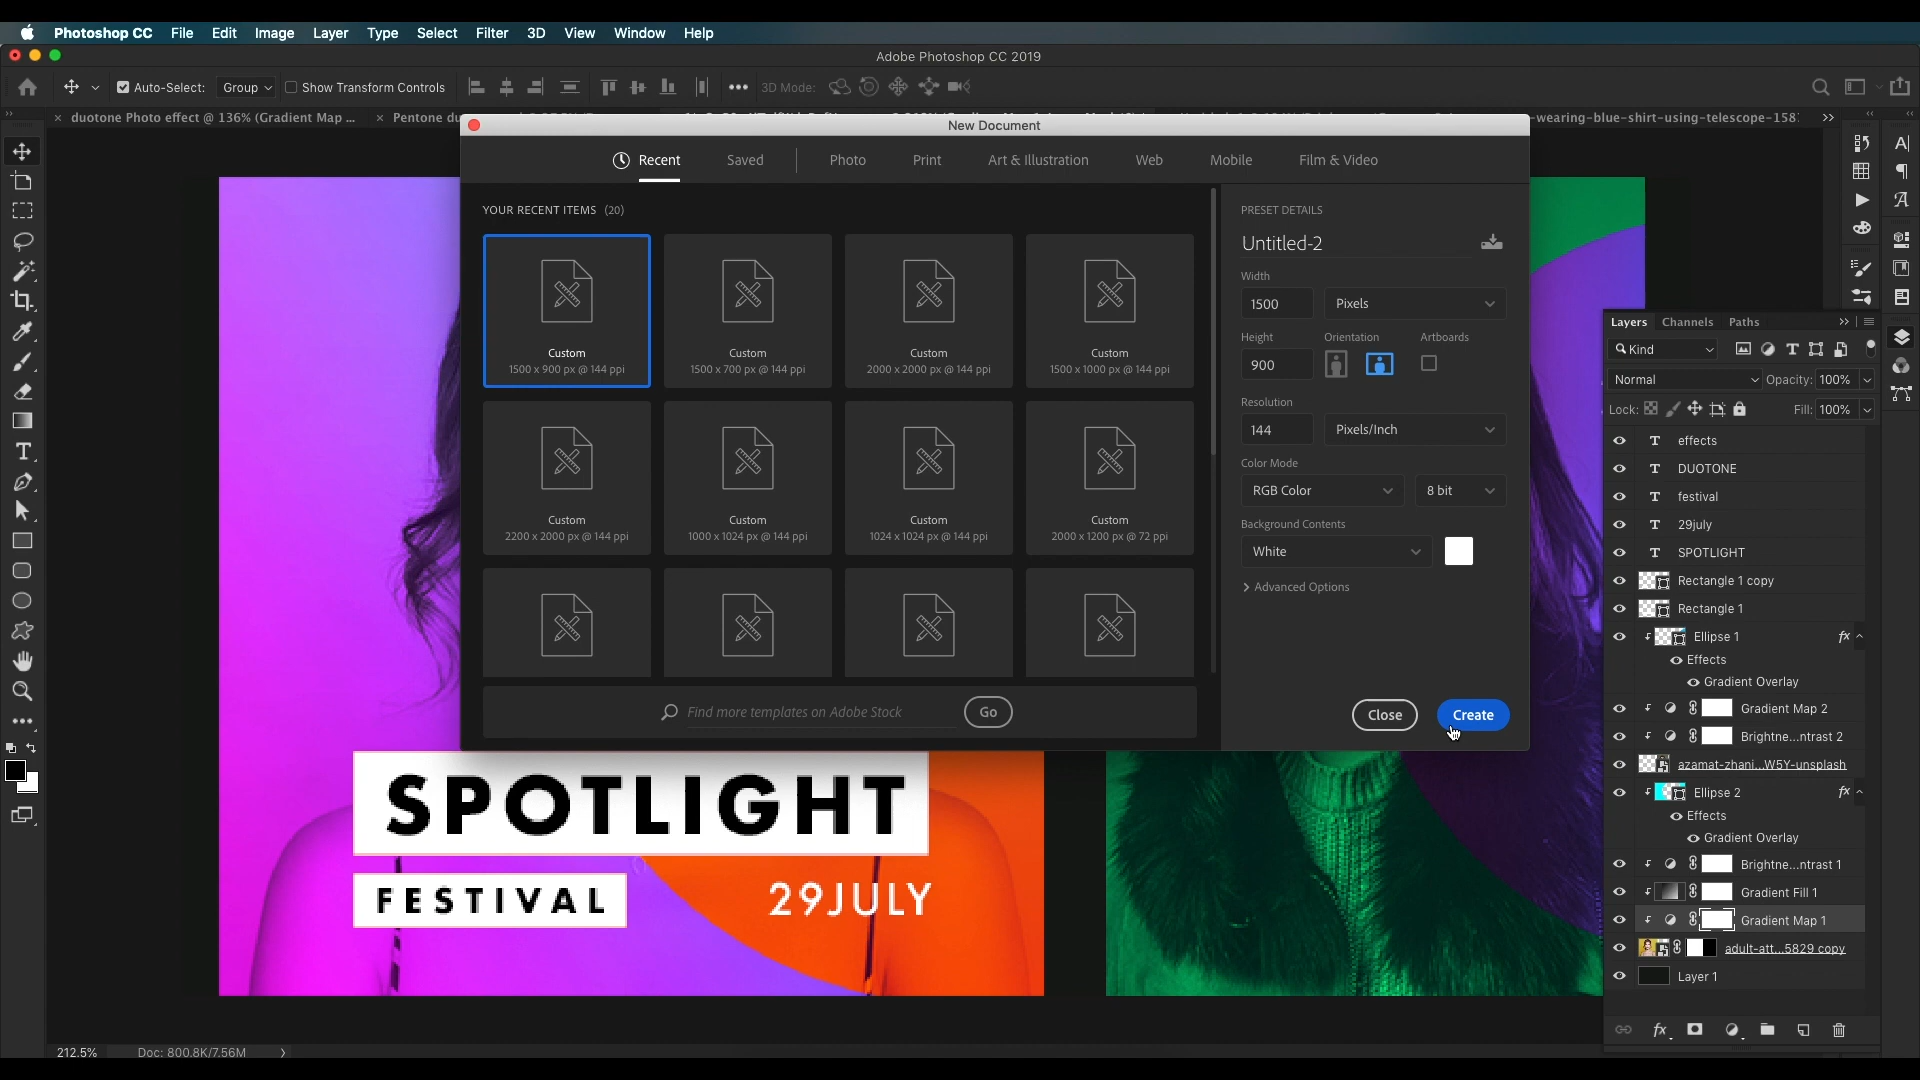 Photoshop CC File Edit Image Layer Type Select Filter 3D View Window Help
Adobe Photoshop CC 2019
Auto-Select: Group Show Transform Controls 3D Mode:
duotone Photo effect @ 136% (Gradient Map ... Pentone du
-wearing-blue-shirt-using-telescope-158
New Document
Recent Saved Photo Print Art & Illustration Web Mobile Film & Video
YOUR RECENT ITEMS (20)
Custom
1500 x 900 px @ 144 ppi
Custom
1500 x 700 px @ 144 ppi
Custom
2000 x 2000 px @ 144 ppi
Custom
1500 x 1000 px @ 144 ppi
Custom
2200 x 2000 px @ 144 ppi
Custom
1000 x 1024 px @ 144 ppi
Custom
1024 x 1024 px @ 144 ppi
Custom
2000 x 1200 px @ 72 ppi
Find more templates on Adobe Stock Go
PRESET DETAILS
Untitled-2
Width
1500 Pixels
Height Orientation Artboards
900
Resolution
144 Pixels/Inch
Color Mode
RGB Color 8 bit
Background Contents
White
Advanced Options
Close Create
SPOTLIGHT
FESTIVAL 29JULY
Layers Channels Paths
Kind
Normal Opacity: 100%
Lock: Fill: 100%
effects
DUOTONE
festival
29july
SPOTLIGHT
Rectangle 1 copy
Rectangle 1
Ellipse 1 fx
Effects
Gradient Overlay
Gradient Map 2
Brightne...ntrast 2
azamat-zhani...W5Y-unsplash
Ellipse 2 fx
Effects
Gradient Overlay
Brightne...ntrast 1
Gradient Fill 1
Gradient Map 1
adult-att...5829 copy
Layer 1
fx
212.5% Doc: 800.8K/7.56M